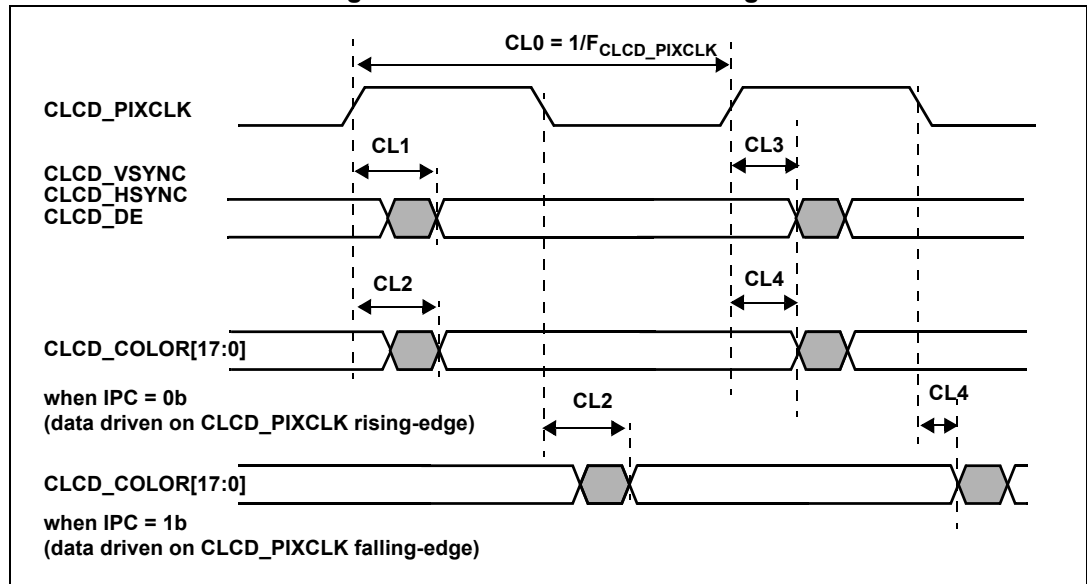 CL0 = 1/FCLCD_PIXCLK
CLCD_PIXCLK
CL1
CL3
CLCD_VSYNC
CLCD_HSYNC
CLCD_DE
CL2
CL4
CLCD_COLOR[17:0]
when IPC = 0b
(data driven on CLCD_PIXCLK rising-edge)
CL2
CL4
CLCD_COLOR[17:0]
when IPC = 1b
(data driven on CLCD_PIXCLK falling-edge)